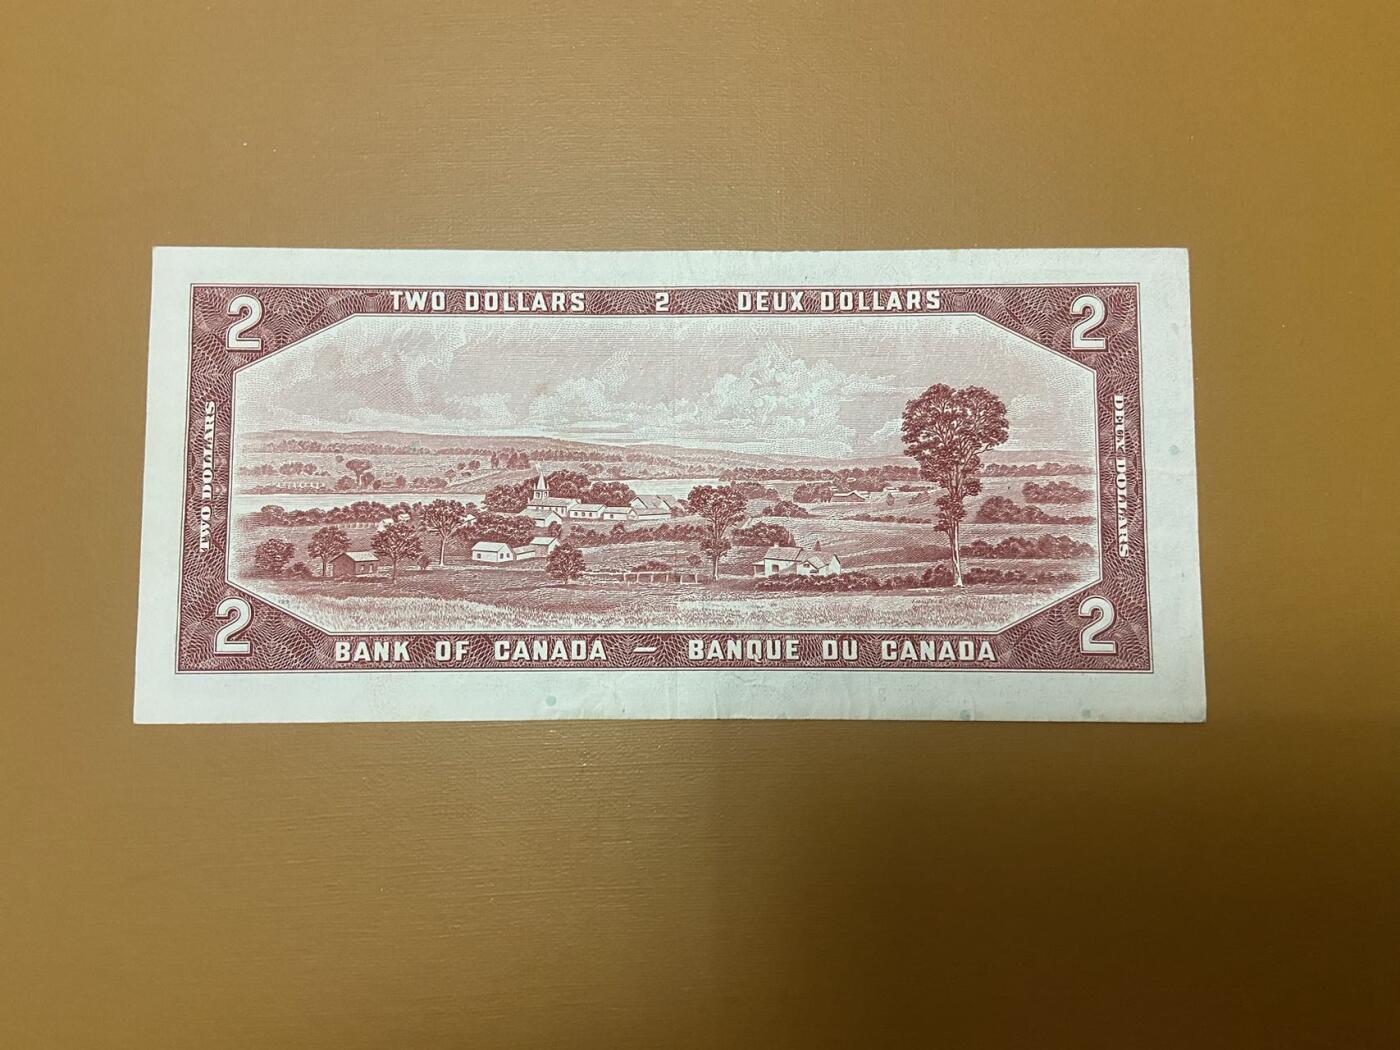 2 TWO DOLLARS 2 DEUX DOLLARS 2
TWO DOLLARS
DEUX DOLLARS
2 BANK OF CANADA — BANQUE DU CANADA 2